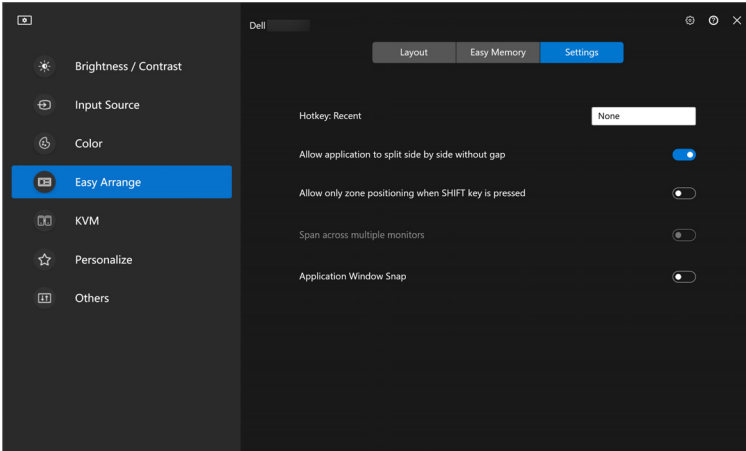 Dell
Layout
Easy Memory
Settings
Brightness / Contrast
Input Source
Color
Easy Arrange
KVM
Personalize
Others
Hotkey: Recent
None
Allow application to split side by side without gap
Allow only zone positioning when SHIFT key is pressed
Span across multiple monitors
Application Window Snap